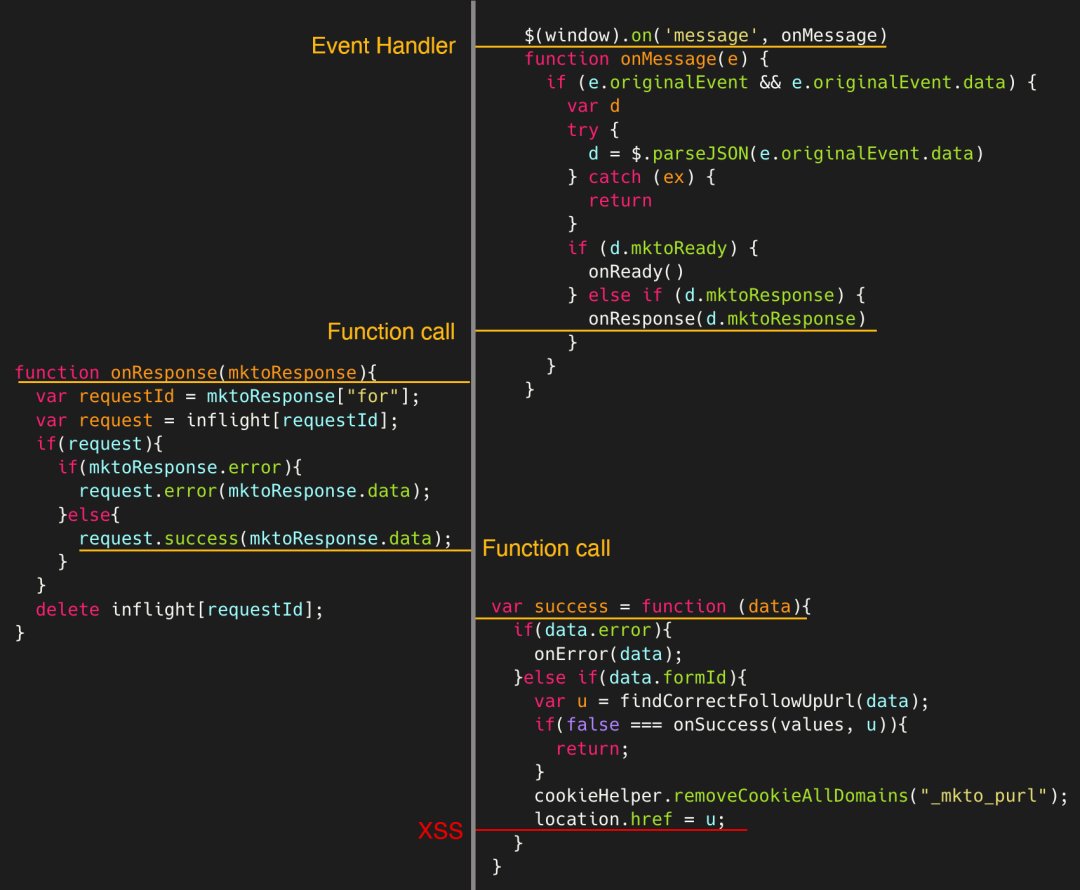 Event Handler
$(window).on('message', onMessage)
function onMessage(e) {
if (e.originalEvent && e.originalEvent.data) {
var d
try {
d = $.parseJSON(e.originalEvent.data)
} catch (ex) {
return
}
if (d.mktoReady) {
onReady()
} else if (d.mktoResponse) {
onResponse(d.mktoResponse)
}
}
}
Function call
function onResponse(mktoResponse){
var requestId = mktoResponse["for"];
var request = inflight[requestId];
if(request){
if(mktoResponse.error){
request.error(mktoResponse.data);
}else{
request.success(mktoResponse.data);
}
}
delete inflight[requestId];
}
Function call
var success = function (data){
if(data.error){
onError(data);
}else if(data.formId){
var u = findCorrectFollowUpUrl(data);
if(false === onSuccess(values, u)){
return;
}
cookieHelper.removeCookieAllDomains("_mkto_purl");
location.href = u;
}
}
XSS